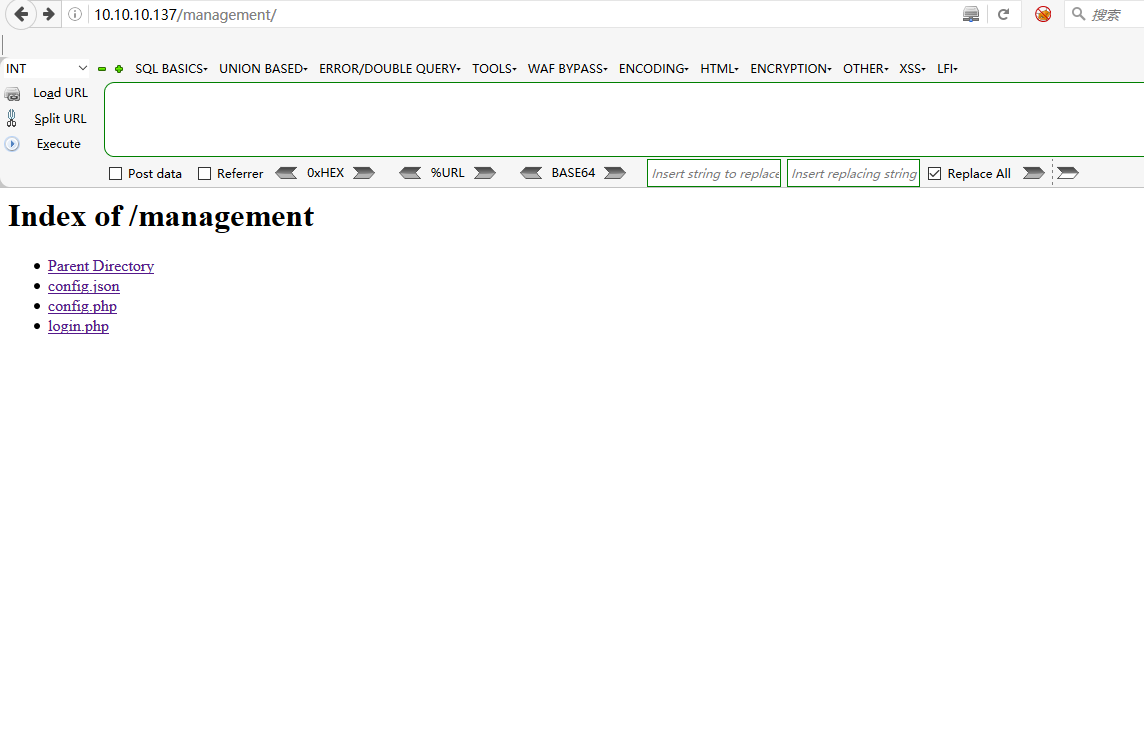 10.10.10.137/management/ 搜索
INT SQL BASICS UNION BASED ERROR/DOUBLE QUERY TOOLS WAF BYPASS ENCODING HTML ENCRYPTION OTHER XSS LFI
Load URL
Split URL
Execute
Post data Referrer 0xHEX %URL BASE64 Insert string to replace Insert replacing string Replace All
Index of /management
Parent Directory
config.json
config.php
login.php